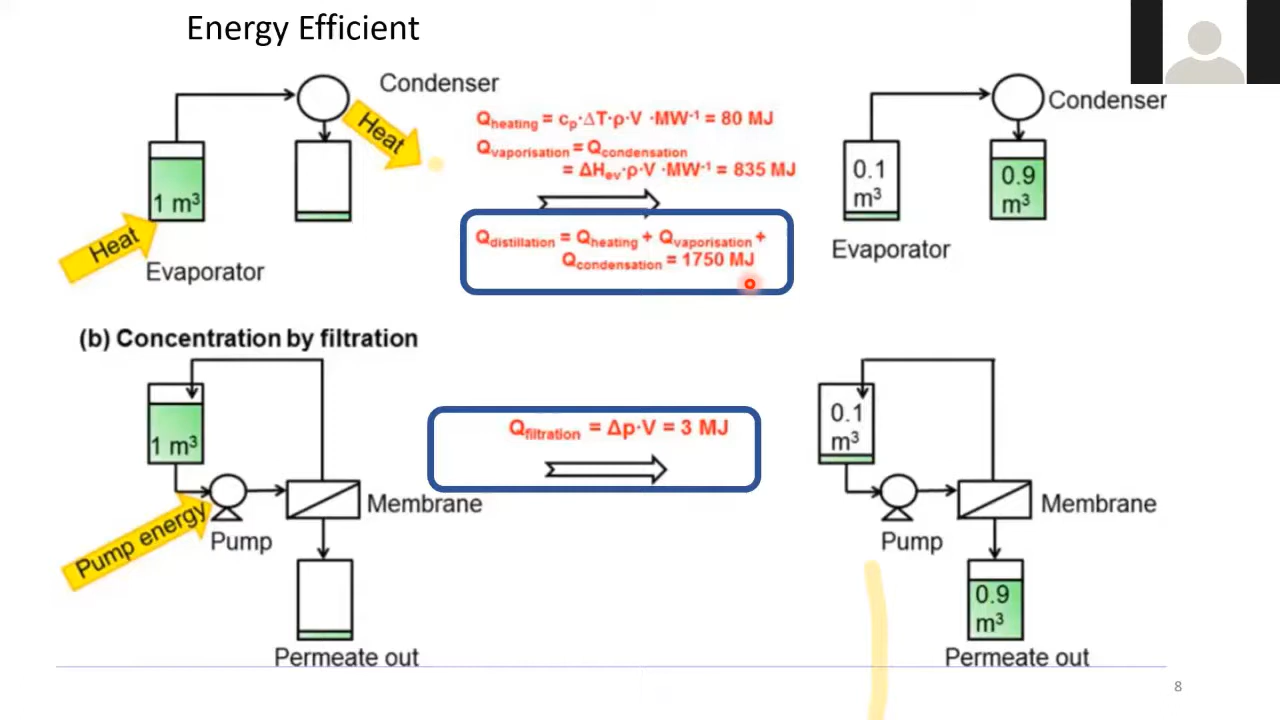 Energy Efficient
Condenser
Heat
1 m³
Heat
Evaporator
Qheating = cp·ΔT·ρ·V ·MW⁻¹ = 80 MJ
Qvaporisation = Qcondensation
= ΔHev·ρ·V ·MW⁻¹ = 835 MJ
Qdistillation = Qheating + Qvaporisation +
Qcondensation = 1750 MJ
Condenser
0.1
m³
0.9
m³
Evaporator
(b) Concentration by filtration
1 m³
Pump energy
Pump
Membrane
Permeate out
Qfiltration = Δp·V = 3 MJ
0.1
m³
Pump
Membrane
0.9
m³
Permeate out
8